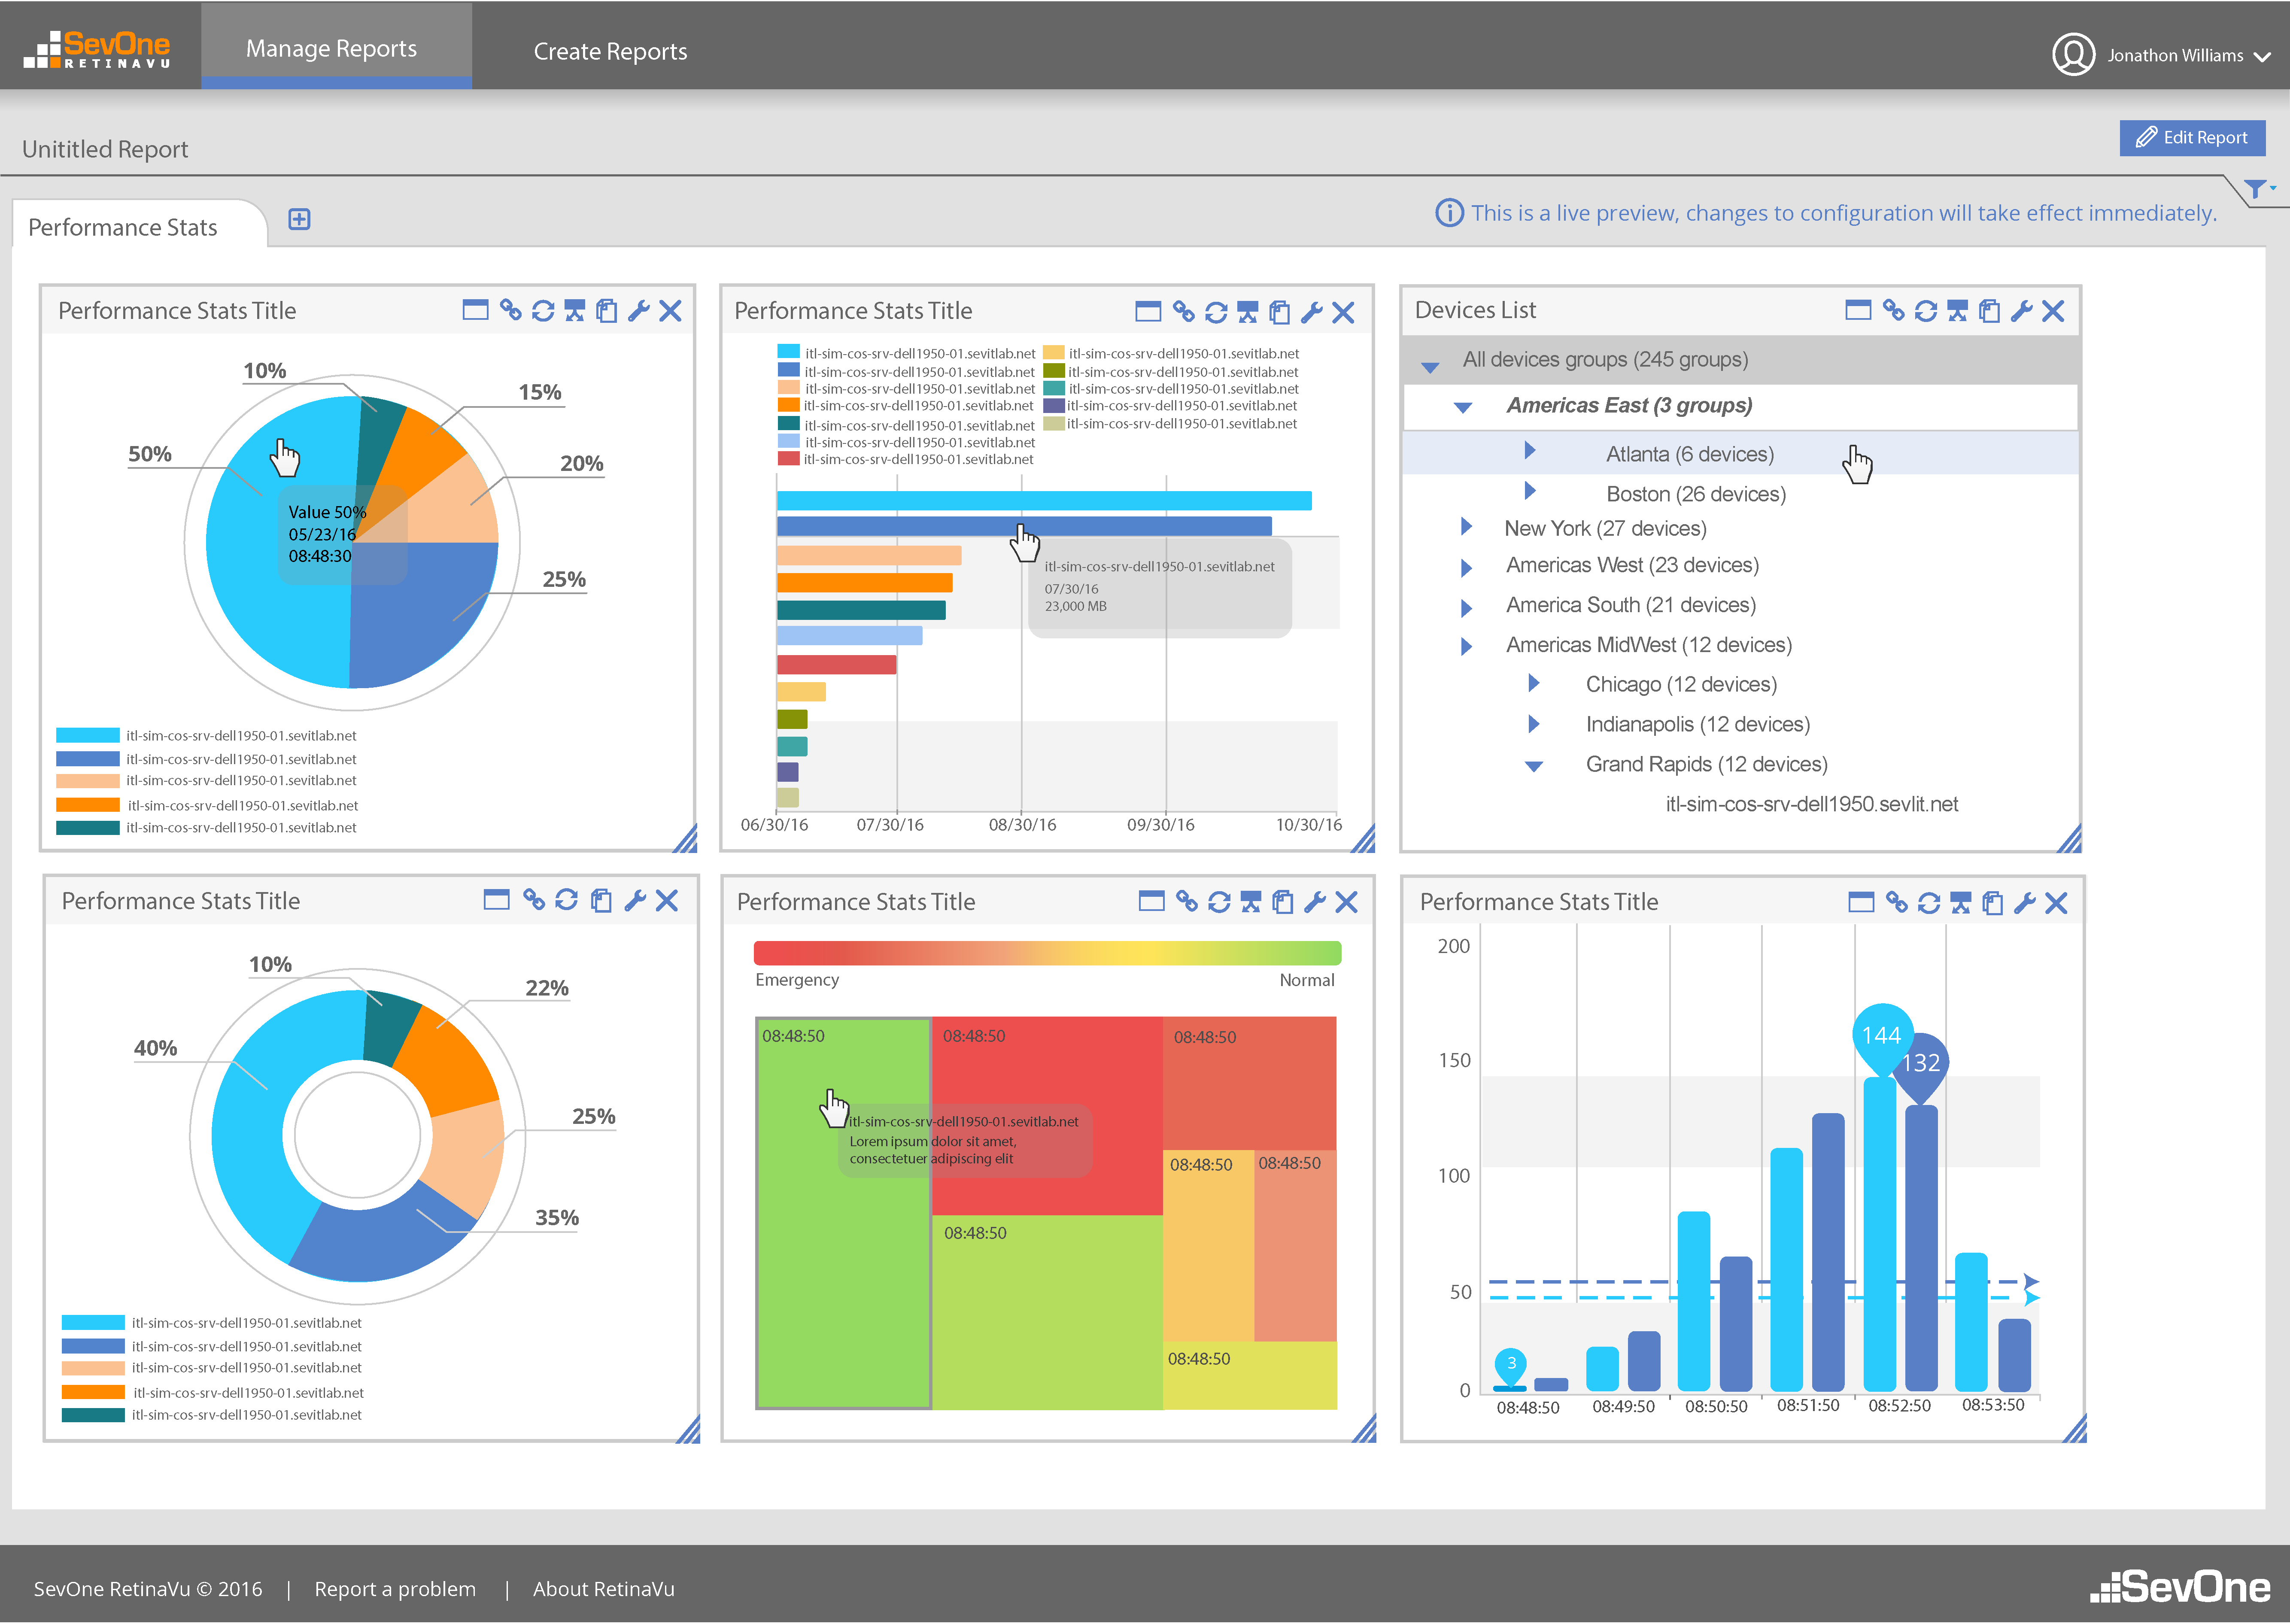 SevOne
RETINAVU
Manage Reports
Create Reports
Jonathon Williams
Unititled Report
Edit Report
Performance Stats
This is a live preview, changes to configuration will take effect immediately.
Performance Stats Title
10%
15%
50%
20%
Value 50%
05/23/16
08:48:30
25%
itl-sim-cos-srv-dell1950-01.sevitlab.net
itl-sim-cos-srv-dell1950-01.sevitlab.net
itl-sim-cos-srv-dell1950-01.sevitlab.net
itl-sim-cos-srv-dell1950-01.sevitlab.net
itl-sim-cos-srv-dell1950-01.sevitlab.net
Performance Stats Title
itl-sim-cos-srv-dell1950-01.sevitlab.net
itl-sim-cos-srv-dell1950-01.sevitlab.net
itl-sim-cos-srv-dell1950-01.sevitlab.net
itl-sim-cos-srv-dell1950-01.sevitlab.net
itl-sim-cos-srv-dell1950-01.sevitlab.net
itl-sim-cos-srv-dell1950-01.sevitlab.net
itl-sim-cos-srv-dell1950-01.sevitlab.net
itl-sim-cos-srv-dell1950-01.sevitlab.net
itl-sim-cos-srv-dell1950-01.sevitlab.net
itl-sim-cos-srv-dell1950-01.sevitlab.net
itl-sim-cos-srv-dell1950-01.sevitlab.net
itl-sim-cos-srv-dell1950-01.sevitlab.net
itl-sim-cos-srv-dell1950-01.sevitlab.net
07/30/16
23,000 MB
06/30/16 07/30/16 08/30/16 09/30/16 10/30/16
Devices List
All devices groups (245 groups)
Americas East (3 groups)
Atlanta (6 devices)
Boston (26 devices)
New York (27 devices)
Americas West (23 devices)
America South (21 devices)
Americas MidWest (12 devices)
Chicago (12 devices)
Indianapolis (12 devices)
Grand Rapids (12 devices)
itl-sim-cos-srv-dell1950.sevlit.net
Performance Stats Title
10%
22%
40%
25%
35%
itl-sim-cos-srv-dell1950-01.sevitlab.net
itl-sim-cos-srv-dell1950-01.sevitlab.net
itl-sim-cos-srv-dell1950-01.sevitlab.net
itl-sim-cos-srv-dell1950-01.sevitlab.net
itl-sim-cos-srv-dell1950-01.sevitlab.net
Performance Stats Title
Emergency Normal
08:48:50 08:48:50 08:48:50
itl-sim-cos-srv-dell1950-01.sevitlab.net
Lorem ipsum dolor sit amet,
consectetuer adipiscing elit
08:48:50 08:48:50
08:48:50
08:48:50
Performance Stats Title
200
150
100
50
0
144
132
3
08:48:50 08:49:50 08:50:50 08:51:50 08:52:50 08:53:50
SevOne RetinaVu © 2016 | Report a problem | About RetinaVu
SevOne